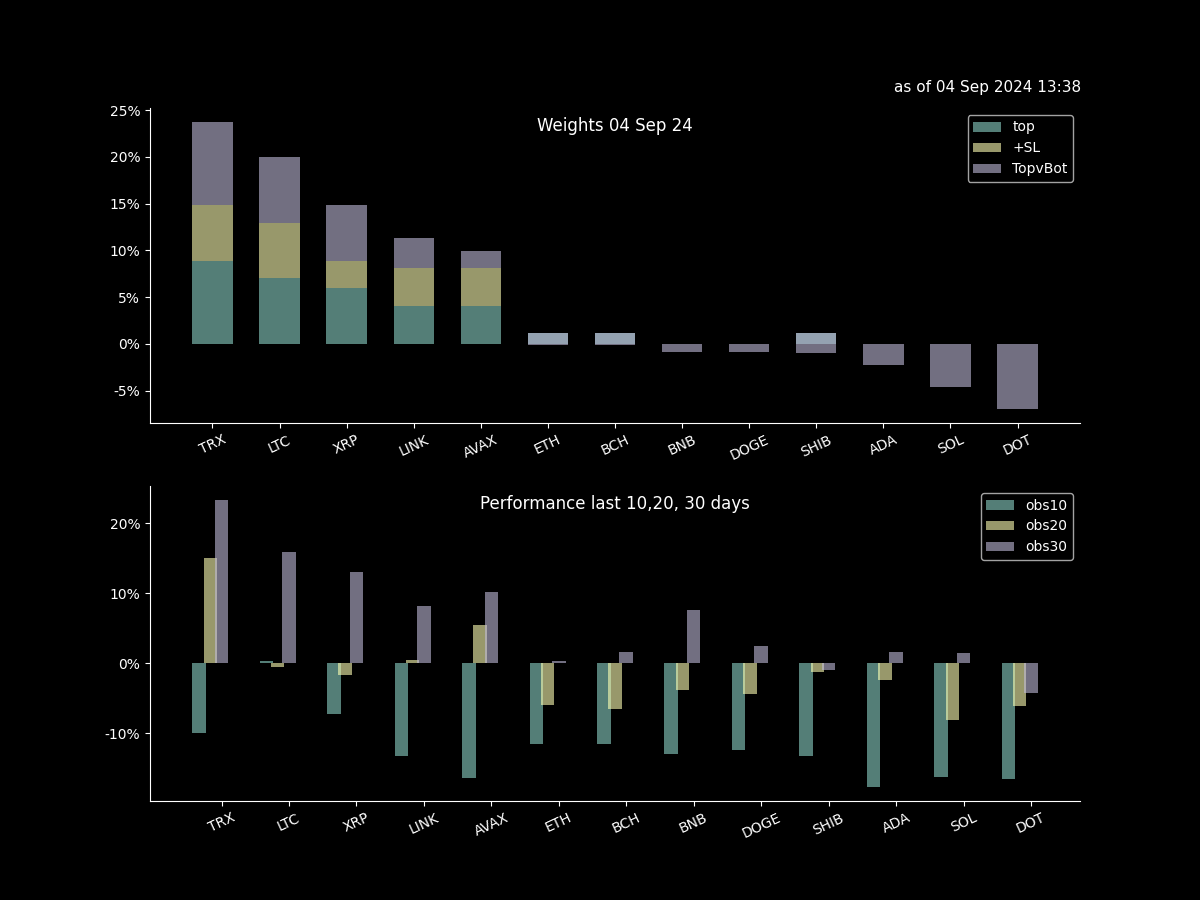 as of 04 Sep 2024 13:38
Weights 04 Sep 24
top
+SL
TopvBot
25%
20%
15%
10%
5%
0%
-5%
TRX LTC XRP LINK AVAX ETH BCH BNB DOGE SHIB ADA SOL DOT
Performance last 10,20, 30 days
obs10
obs20
obs30
20%
10%
0%
-10%
TRX LTC XRP LINK AVAX ETH BCH BNB DOGE SHIB ADA SOL DOT